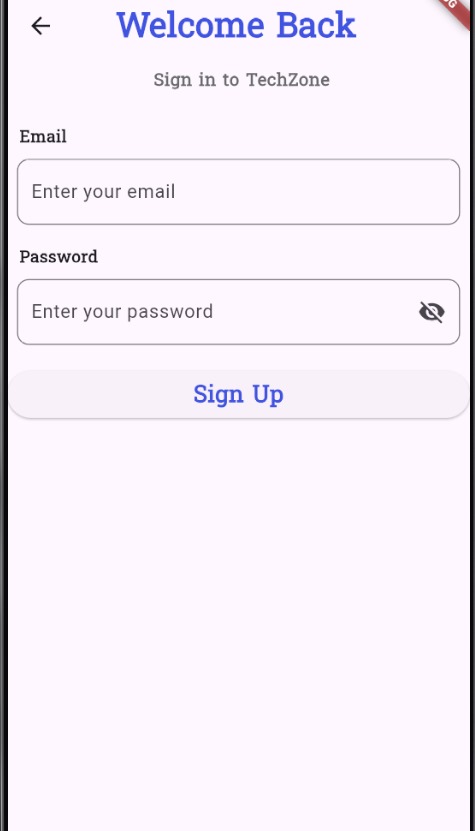 Welcome Back
Sign in to TechZone
Email
Enter your email
Password
Enter your password
Sign Up